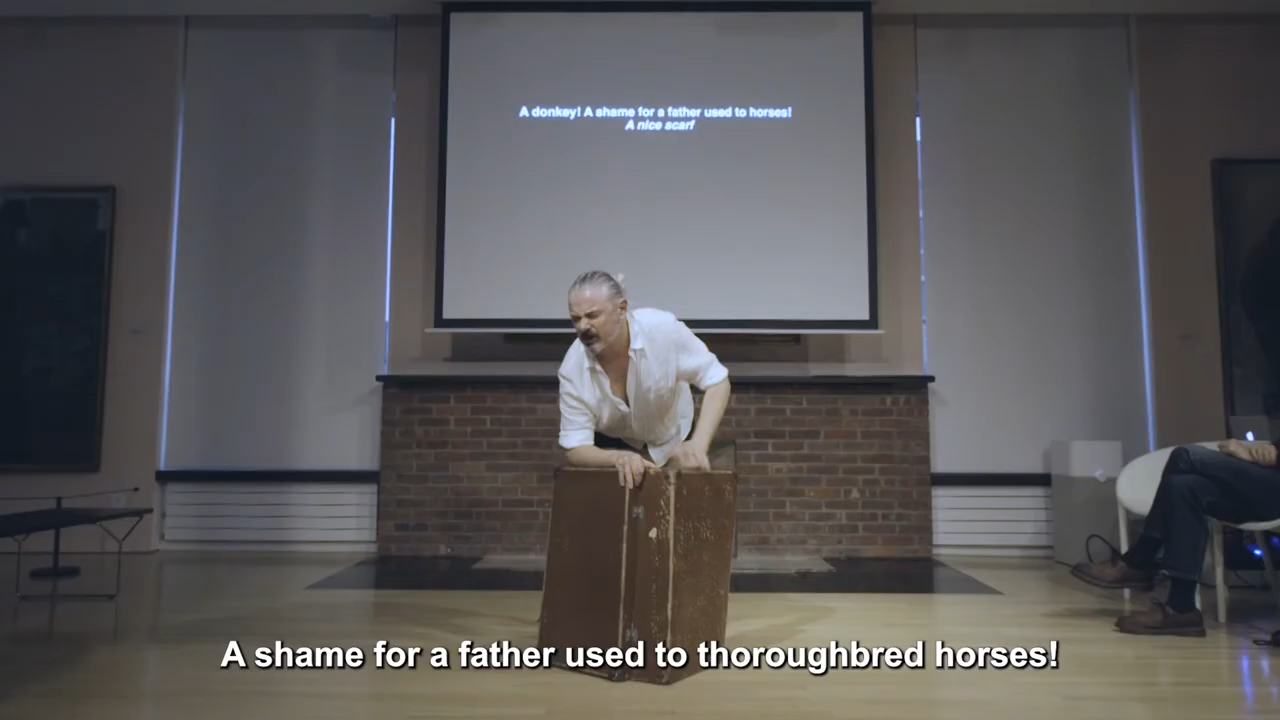 A donkey! A shame for a father used to horses!
A nice scarf
A shame for a father used to thoroughbred horses!